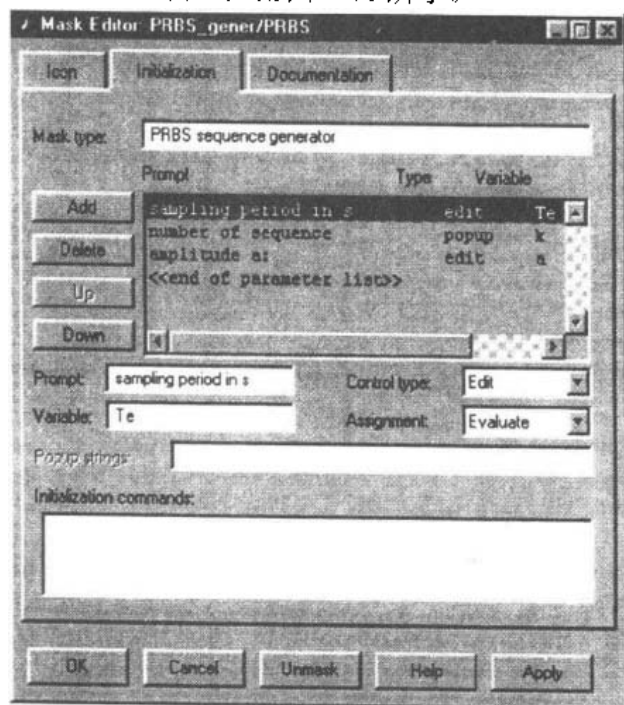 Mask Editor: PRBS_gener/PRBS
Icon Initialization Documentation
Mask type: PRBS sequence generator
Prompt Type Variable
Add sampling period in s edit Te
number of sequence popup k
Delete
amplitude a: edit a
<<end of parameter list>>
Up
Down
Prompt: sampling period in s Control type: Edit
Variable: Te Assignment: Evaluate
Popup strings:
Initialization commands:
OK Cancel Unmask Help Apply